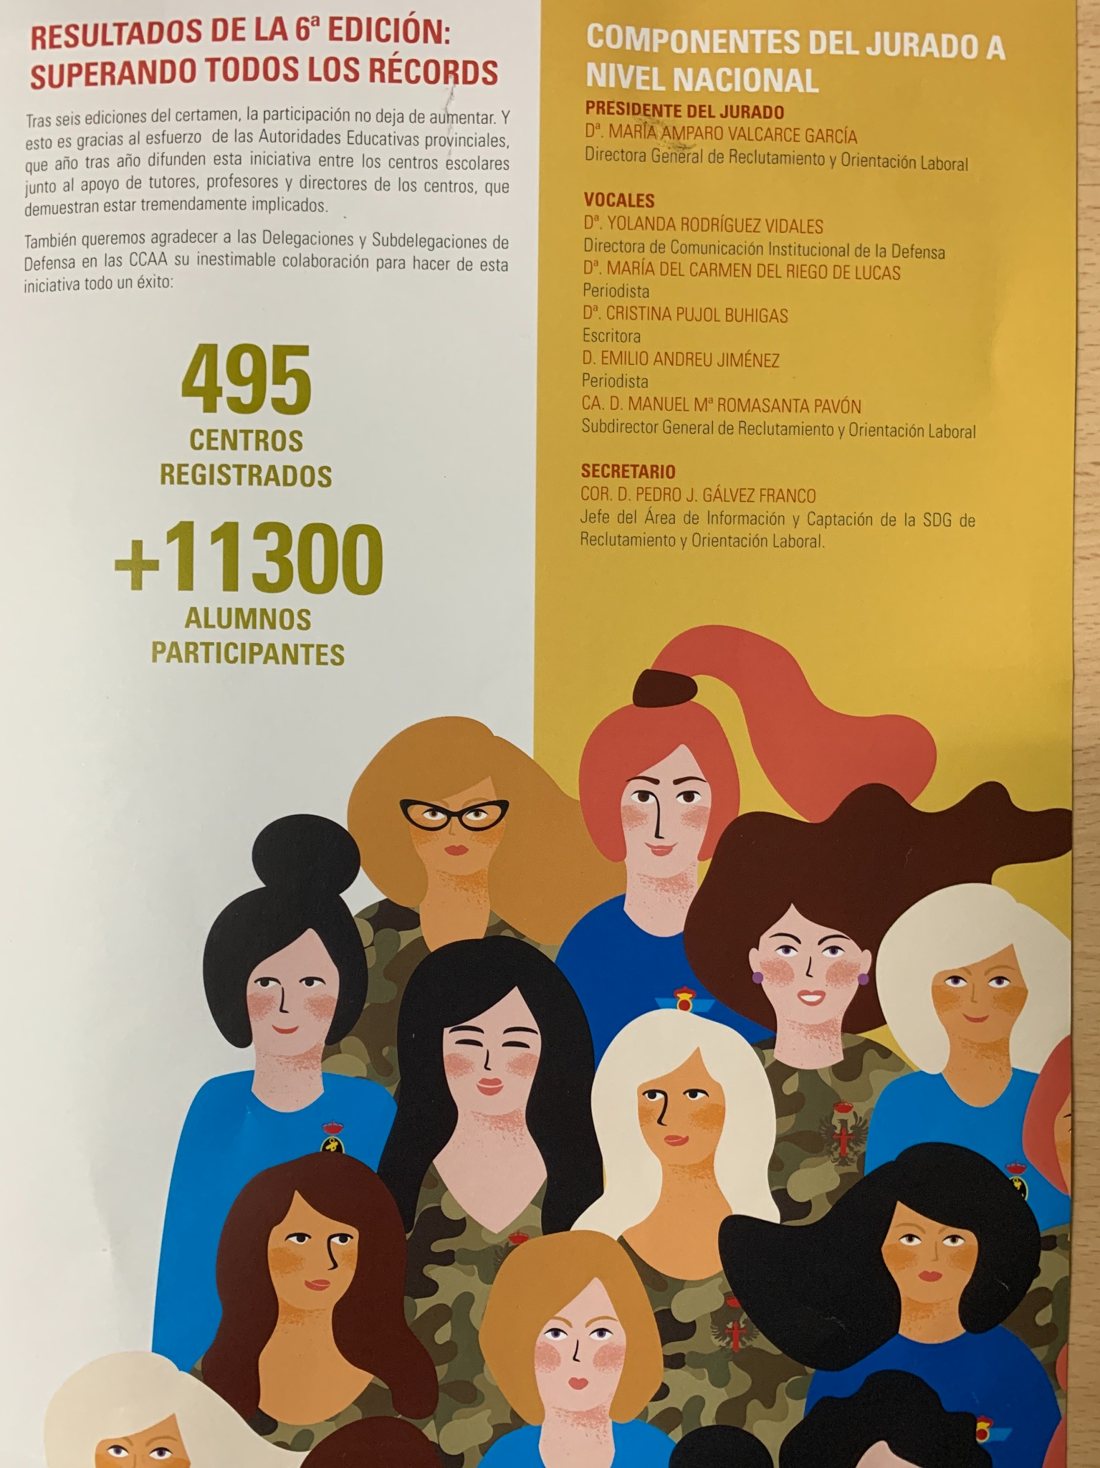 RESULTADOS DE LA 6ª EDICIÓN:
SUPERANDO TODOS LOS RÉCORDS
Tras seis ediciones del certamen, la participación no deja de aumentar. Y
esto es gracias al esfuerzo de las Autoridades Educativas provinciales,
que año tras año difunden esta iniciativa entre los centros escolares
junto al apoyo de tutores, profesores y directores de los centros, que
demuestran estar tremendamente implicados.
También queremos agradecer a las Delegaciones y Subdelegaciones de
Defensa en las CCAA su inestimable colaboración para hacer de esta
iniciativa todo un éxito:
495
CENTROS
REGISTRADOS
+11300
ALUMNOS
PARTICIPANTES
COMPONENTES DEL JURADO A
NIVEL NACIONAL
PRESIDENTE DEL JURADO
Dª. MARÍA AMPARO VALCARCE GARCÍA
Directora General de Reclutamiento y Orientación Laboral
VOCALES
Dª. YOLANDA RODRÍGUEZ VIDALES
Directora de Comunicación Institucional de la Defensa
Dª. MARÍA DEL CARMEN DEL RIEGO DE LUCAS
Periodista
Dª. CRISTINA PUJOL BUHIGAS
Escritora
D. EMILIO ANDREU JIMÉNEZ
Periodista
CA. D. MANUEL Mª ROMASANTA PAVÓN
Subdirector General de Reclutamiento y Orientación Laboral
SECRETARIO
COR. D. PEDRO J. GÁLVEZ FRANCO
Jefe del Área de Información y Captación de la SDG de
Reclutamiento y Orientación Laboral.